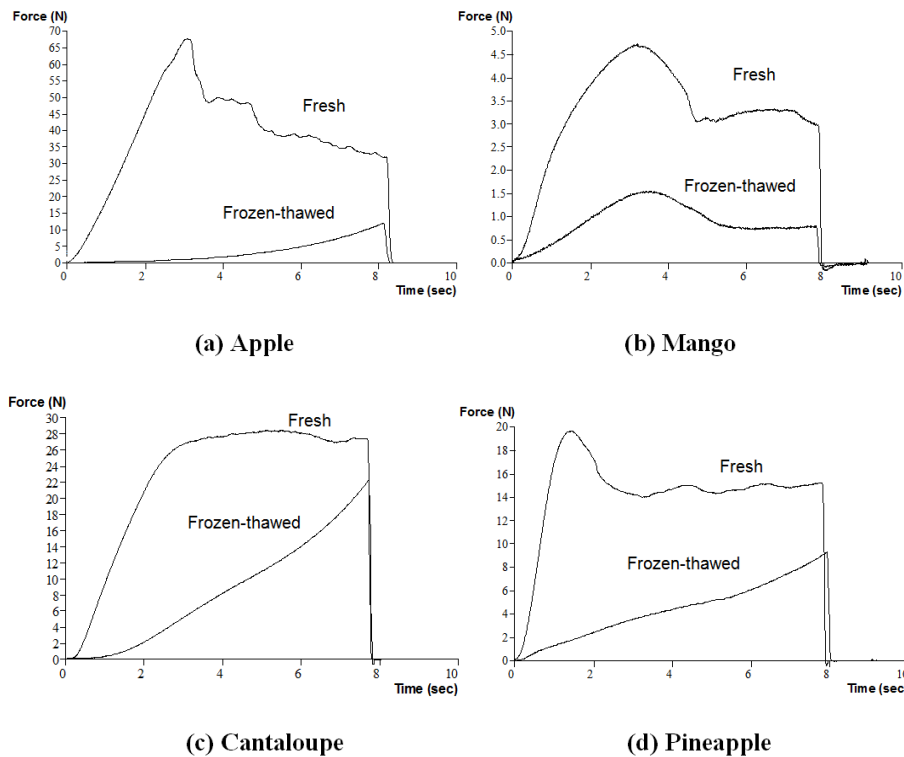 Force (N)
70
65
60
55
50
45
40
35
30
25
20
15
10
5
0
Fresh
Frozen-thawed
0 2 4 6 8 10
Time (sec)
(a) Apple
Force (N)
5.0
4.5
4.0
3.5
3.0
2.5
2.0
1.5
1.0
0.5
0.0
Fresh
Frozen-thawed
0 2 4 6 8 10
Time (sec)
(b) Mango
Force (N)
30
28
26
24
22
20
18
16
14
12
10
8
6
4
2
0
Fresh
Frozen-thawed
0 2 4 6 8 10
Time (sec)
(c) Cantaloupe
Force (N)
20
18
16
14
12
10
8
6
4
2
0
Fresh
Frozen-thawed
0 2 4 6 8 10
Time (sec)
(d) Pineapple